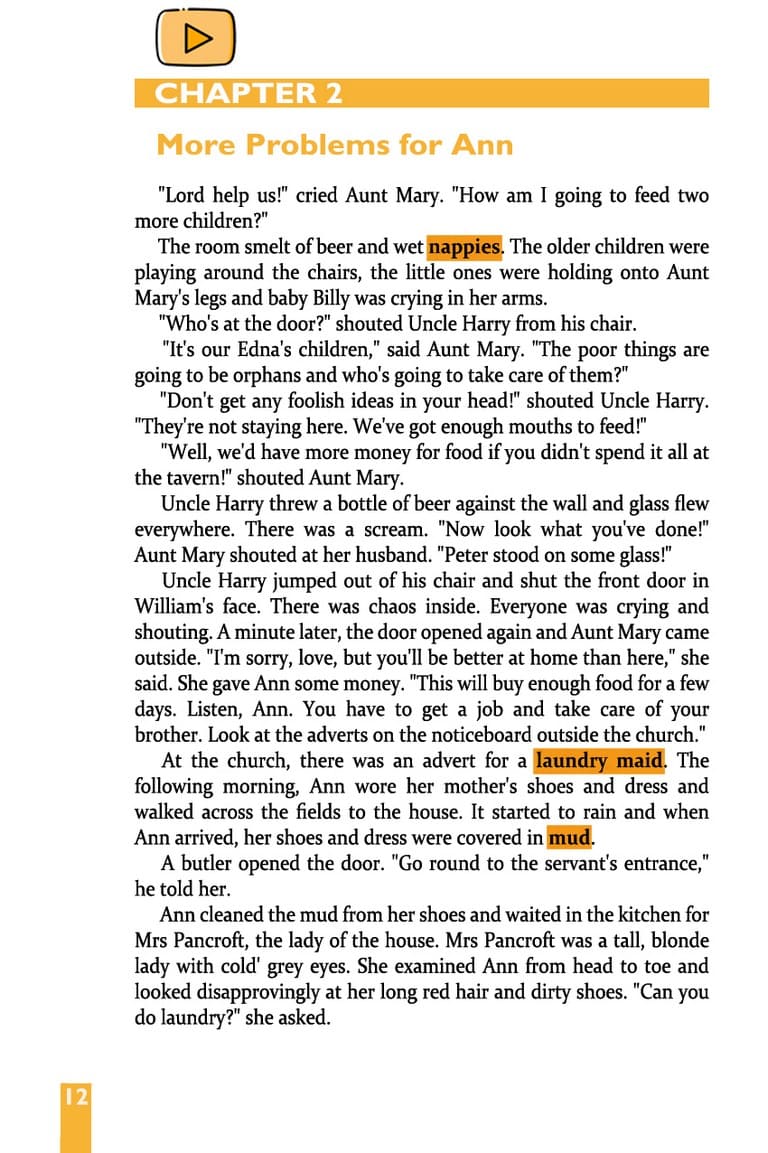 CHAPTER 2
More Problems for Ann
"Lord help us!" cried Aunt Mary. "How am I going to feed two
more children?"
The room smelt of beer and wet nappies. The older children were
playing around the chairs, the little ones were holding onto Aunt
Mary's legs and baby Billy was crying in her arms.
"Who's at the door?" shouted Uncle Harry from his chair.
"It's our Edna's children," said Aunt Mary. "The poor things are
going to be orphans and who's going to take care of them?"
"Don't get any foolish ideas in your head!" shouted Uncle Harry.
"They're not staying here. We've got enough mouths to feed!"
"Well, we'd have more money for food if you didn't spend it all at
the tavern!" shouted Aunt Mary.
Uncle Harry threw a bottle of beer against the wall and glass flew
everywhere. There was a scream. "Now look what you've done!"
Aunt Mary shouted at her husband. "Peter stood on some glass!"
Uncle Harry jumped out of his chair and shut the front door in
William's face. There was chaos inside. Everyone was crying and
shouting. A minute later, the door opened again and Aunt Mary came
outside. "I'm sorry, love, but you'll be better at home than here," she
said. She gave Ann some money. "This will buy enough food for a few
days. Listen, Ann. You have to get a job and take care of your
brother. Look at the adverts on the noticeboard outside the church."
At the church, there was an advert for a laundry maid. The
following morning, Ann wore her mother's shoes and dress and
walked across the fields to the house. It started to rain and when
Ann arrived, her shoes and dress were covered in mud.
A butler opened the door. "Go round to the servant's entrance,"
he told her.
Ann cleaned the mud from her shoes and waited in the kitchen for
Mrs Pancroft, the lady of the house. Mrs Pancroft was a tall, blonde
lady with cold' grey eyes. She examined Ann from head to toe and
looked disapprovingly at her long red hair and dirty shoes. "Can you
do laundry?" she asked.
12